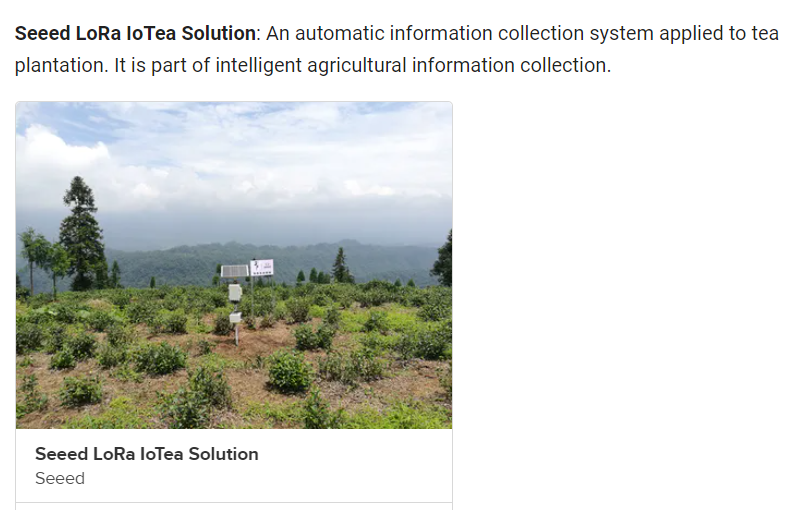 Seeed LoRa IoTea Solution: An automatic information collection system applied to tea
plantation. It is part of intelligent agricultural information collection.
Seeed LoRa IoTea Solution
Seeed